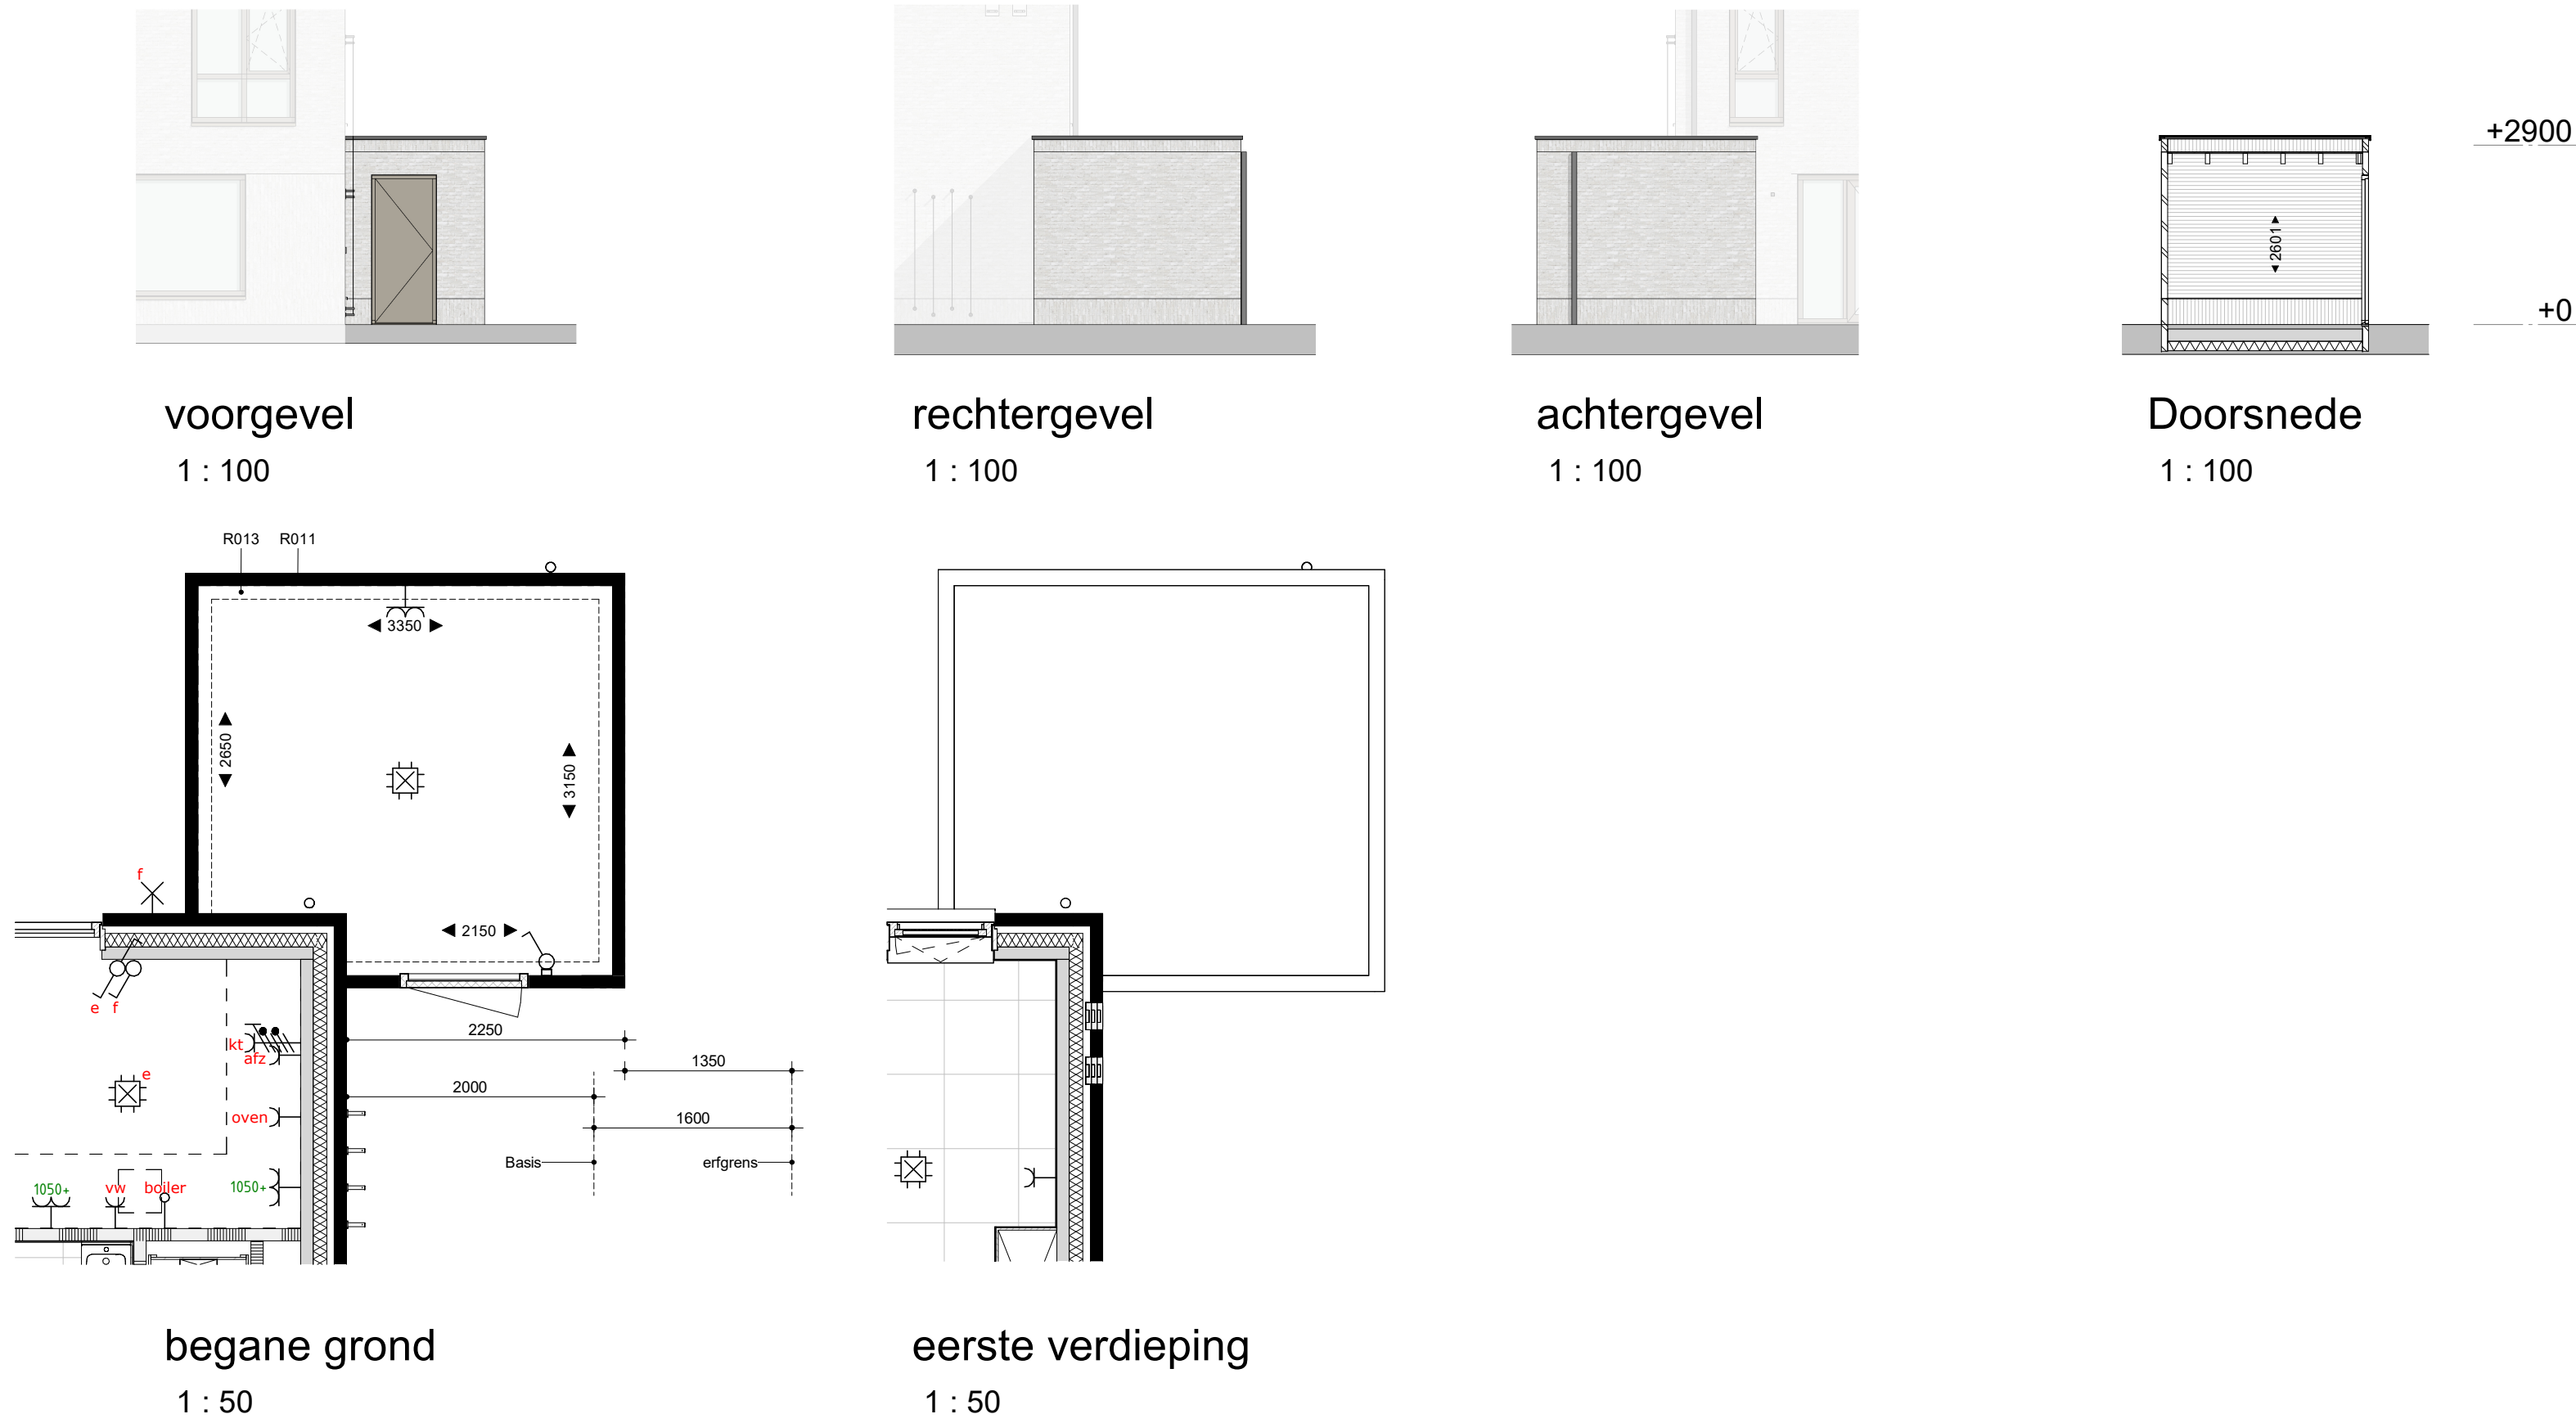 +2900
2601
+0
voorgevel
1 : 100
rechtergevel
1 : 100
achtergevel
1 : 100
Doorsnede
1 : 100
R013 R011
3350
2650
3150
f
2150
e f
2250
kt
afz
1350
e
2000
oven
1600
Basis
erfgrens
1050+
vw
boiler
1050+
begane grond
1 : 50
eerste verdieping
1 : 50